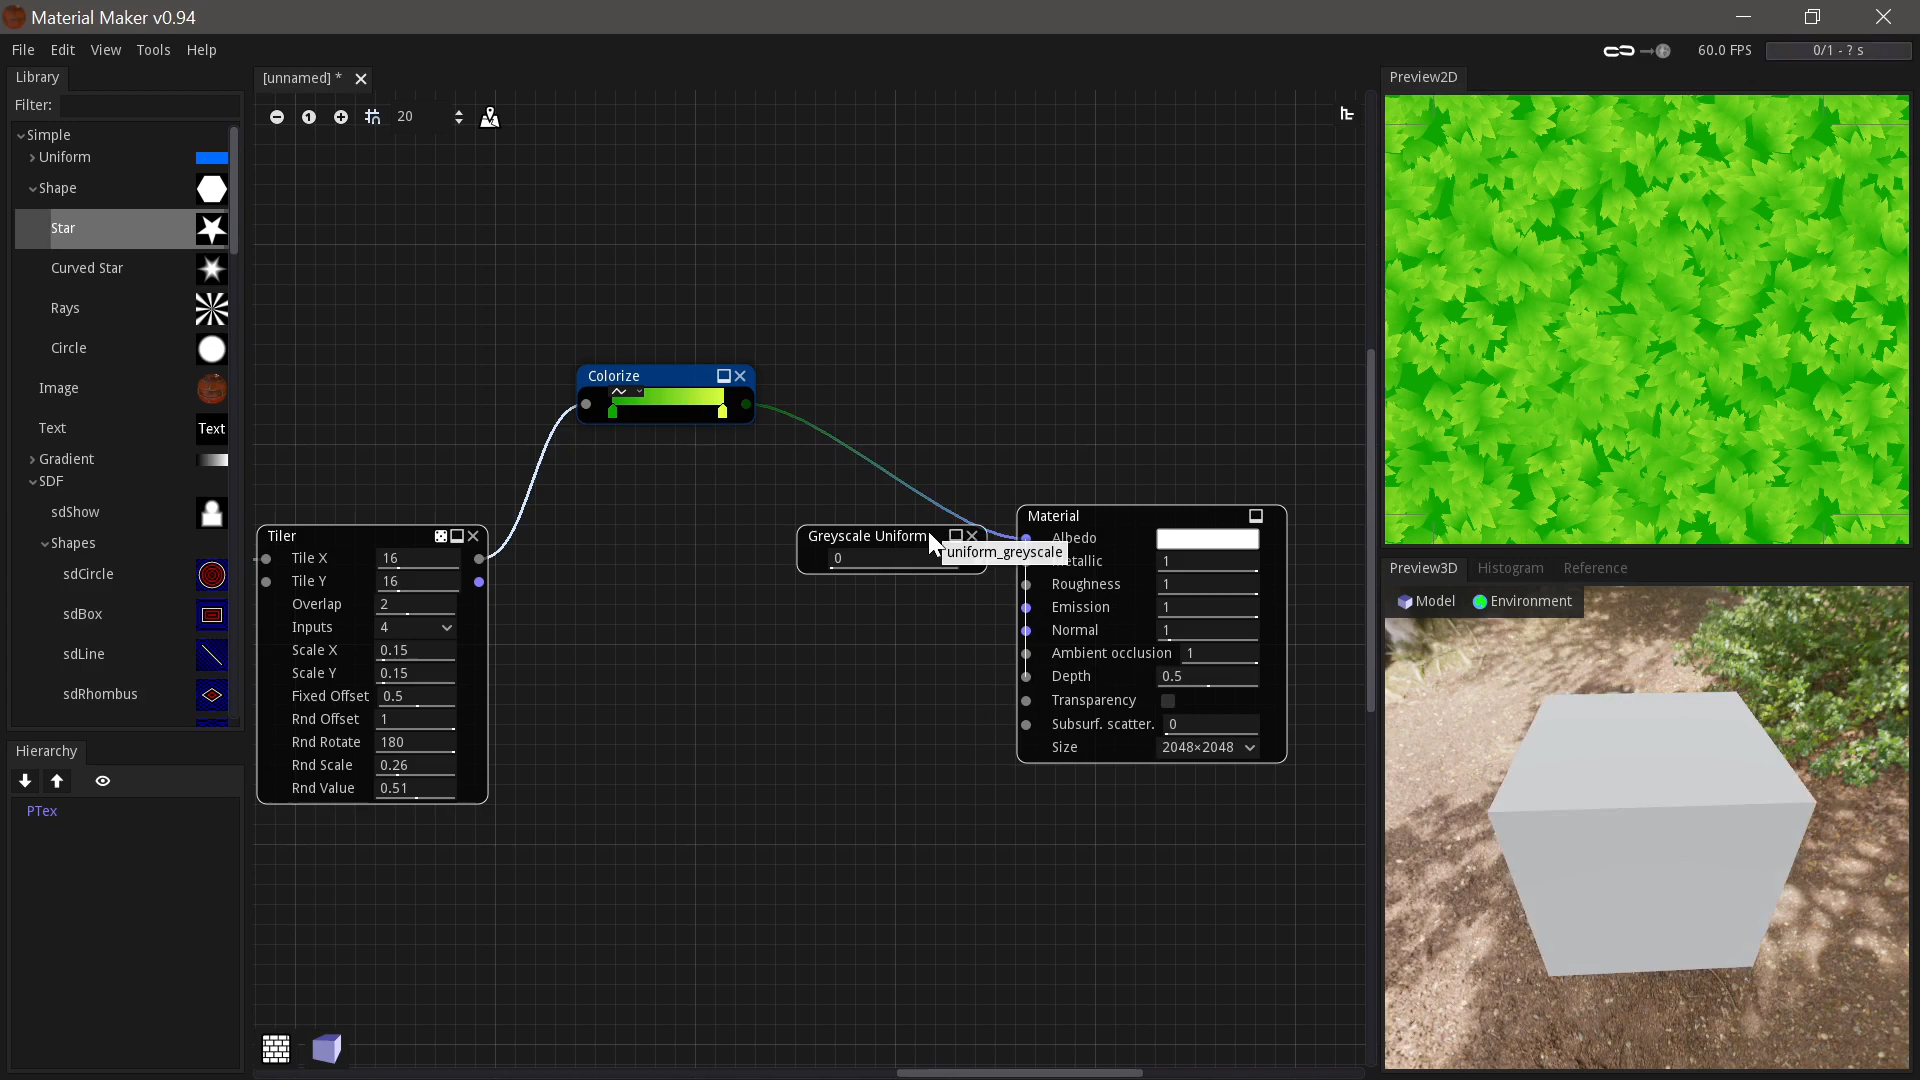 Material Maker v0.94
File Edit View Tools Help
60.0 FPS
0/1 - ? s
Library
Filter:
Simple
Uniform
Shape
Star
Curved Star
Rays
Circle
Image
Text
Text
Gradient
SDF
sdShow
Shapes
sdCircle
sdBox
sdLine
sdRhombus
Hierarchy
PTex
[unnamed] *
1
20
Colorize
Tiler
Tile X 16
Tile Y 16
Overlap 2
Inputs 4
Scale X 0.15
Scale Y 0.15
Fixed Offset 0.5
Rnd Offset 1
Rnd Rotate 180
Rnd Scale 0.26
Rnd Value 0.51
Greyscale Uniform
0
uniform_greyscale
Material
Albedo
Metallic 1
Roughness 1
Emission 1
Normal 1
Ambient occlusion 1
Depth 0.5
Transparency
Subsurf. scatter. 0
Size 2048×2048
Preview2D
Preview3D Histogram Reference
Model Environment